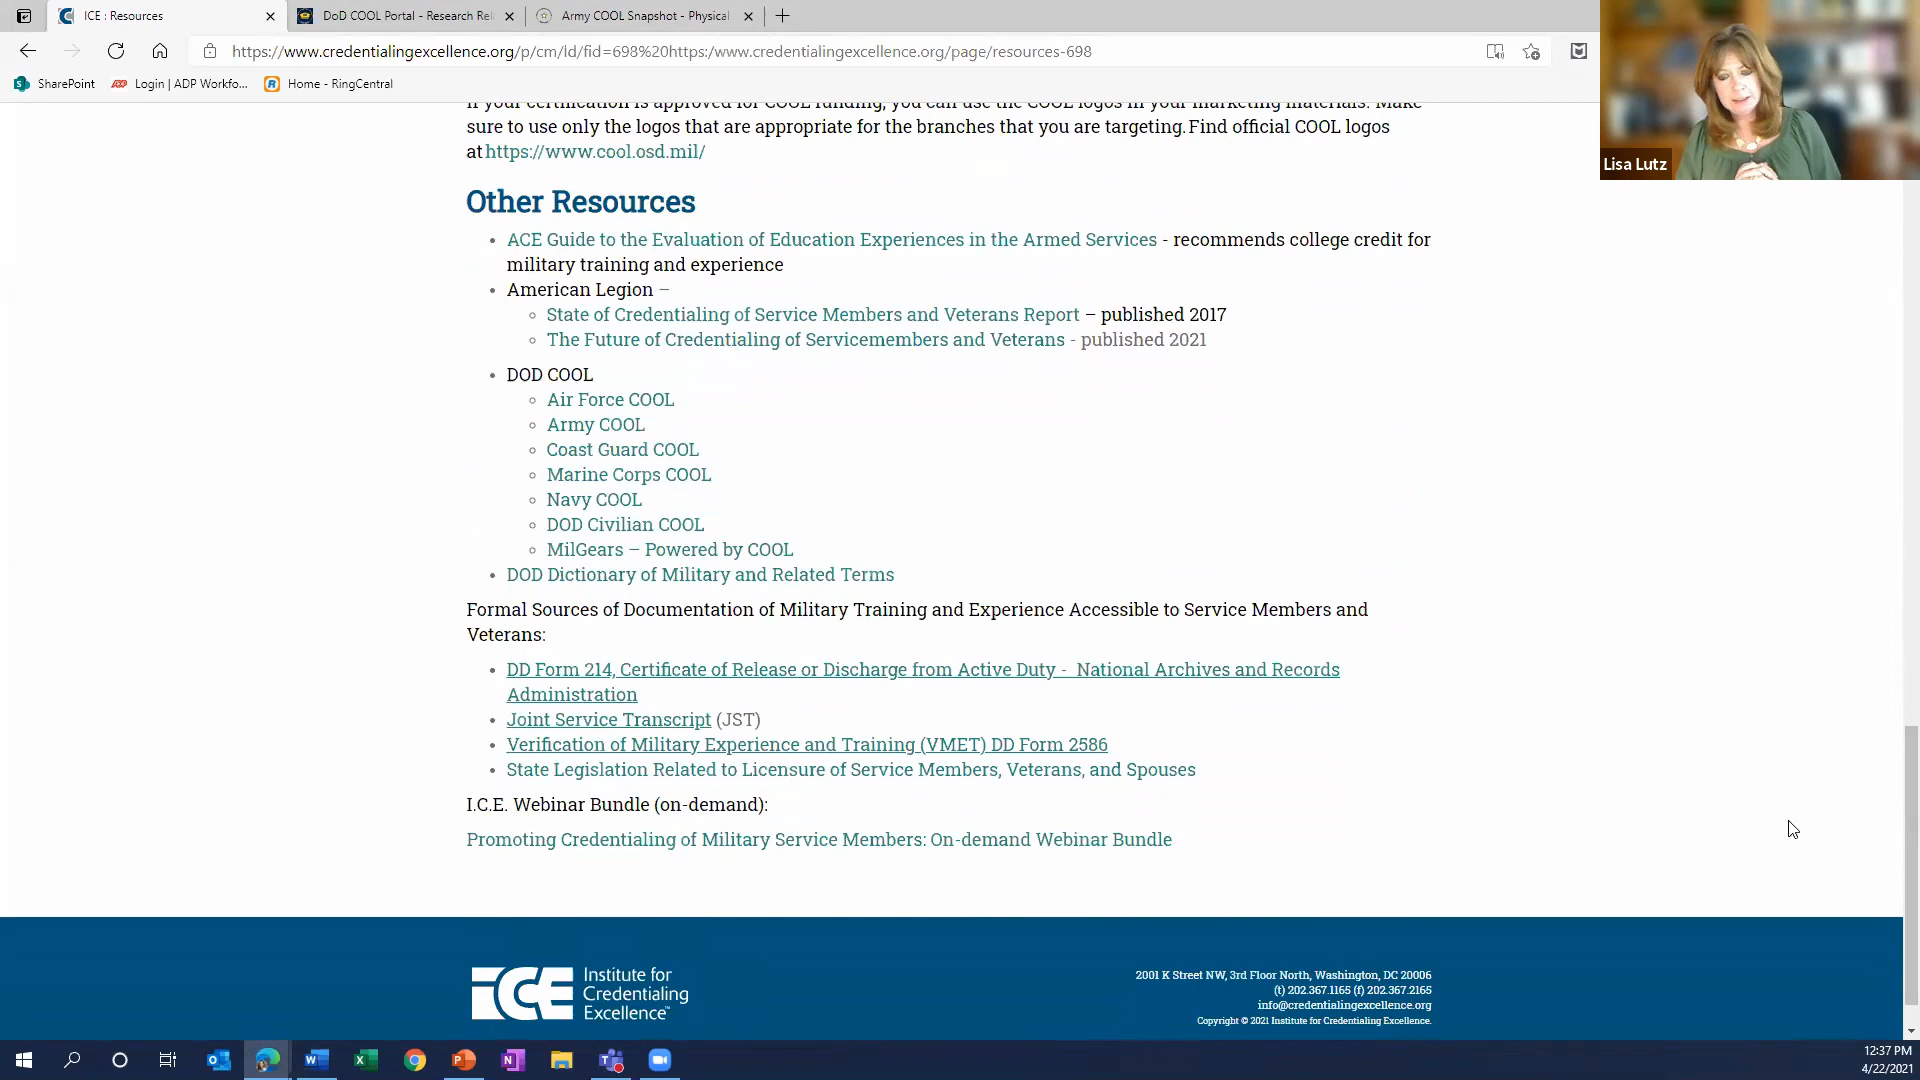 ICE : Resources
DoD COOL Portal - Research Rel
Army COOL Snapshot - Physical
https://www.credentialingexcellence.org/p/cm/ld/fid=698%20https:/www.credentialingexcellence.org/page/resources-698
SharePoint
Login | ADP Workfo...
Home - RingCentral
Lisa Lutz
If your certification is approved for COOL funding, you can use the COOL logos in your marketing materials. Make
sure to use only the logos that are appropriate for the branches that you are targeting. Find official COOL logos
at https://www.cool.osd.mil/
Other Resources
ACE Guide to the Evaluation of Education Experiences in the Armed Services - recommends college credit for
military training and experience
American Legion –
State of Credentialing of Service Members and Veterans Report – published 2017
The Future of Credentialing of Servicemembers and Veterans - published 2021
DOD COOL
Air Force COOL
Army COOL
Coast Guard COOL
Marine Corps COOL
Navy COOL
DOD Civilian COOL
MilGears – Powered by COOL
DOD Dictionary of Military and Related Terms
Formal Sources of Documentation of Military Training and Experience Accessible to Service Members and
Veterans:
DD Form 214, Certificate of Release or Discharge from Active Duty - National Archives and Records
Administration
Joint Service Transcript (JST)
Verification of Military Experience and Training (VMET) DD Form 2586
State Legislation Related to Licensure of Service Members, Veterans, and Spouses
I.C.E. Webinar Bundle (on-demand):
Promoting Credentialing of Military Service Members: On-demand Webinar Bundle
iCE
Institute for
Credentialing
Excellence™
2001 K Street NW, 3rd Floor North, Washington, DC 20006
(t) 202.367.1165 (f) 202.367.2165
info@credentialingexcellence.org
Copyright © 2021 Institute for Credentialing Excellence.
12:37 PM
4/22/2021